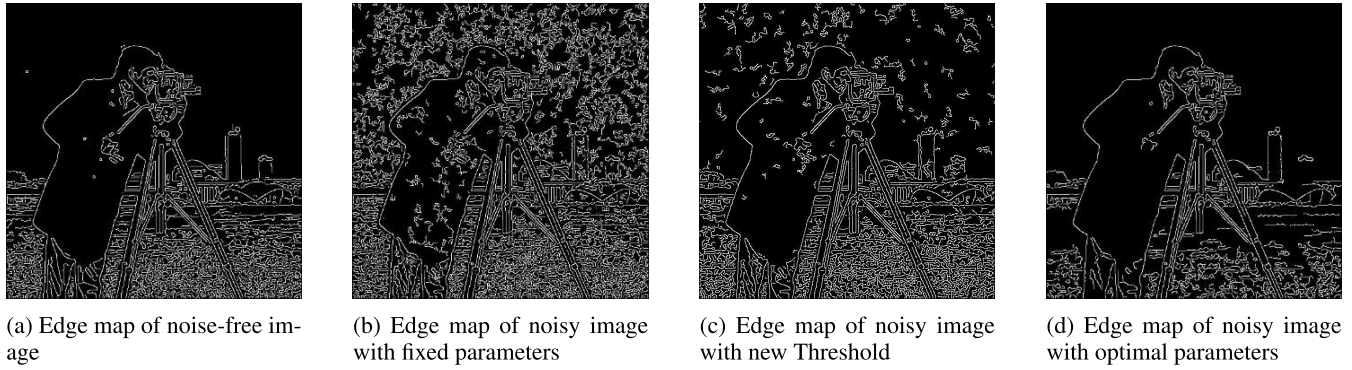 (a) Edge map of noise-free im-
age
(b) Edge map of noisy image
with fixed parameters
(c) Edge map of noisy image
with new Threshold
(d) Edge map of noisy image
with optimal parameters